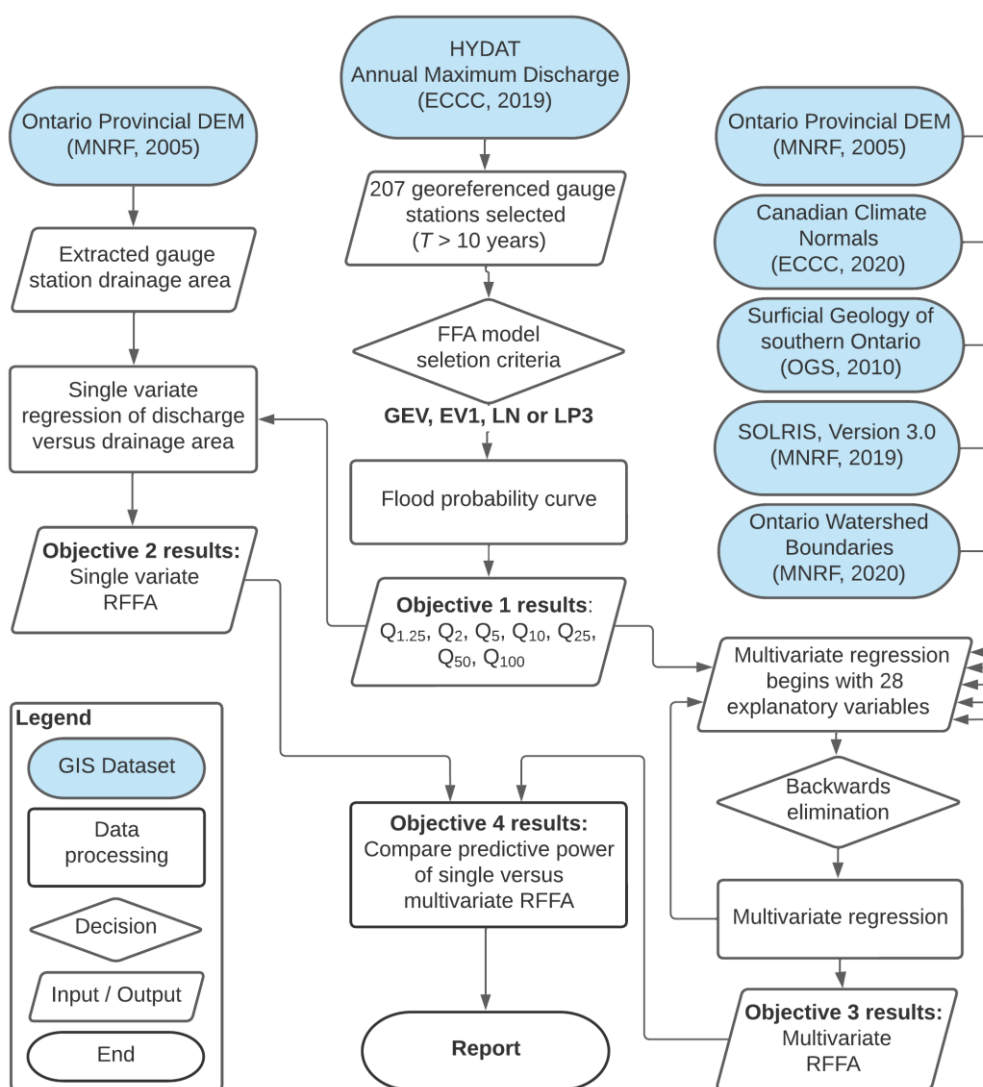 HYDAT
Annual Maximum Discharge
(ECCC, 2019)
Ontario Provincial DEM
(MNRF, 2005)
Ontario Provincial DEM
(MNRF, 2005)
207 georeferenced gauge
stations selected
(T > 10 years)
Canadian Climate
Normals
(ECCC, 2020)
Extracted gauge
station drainage area
FFA model
seletion criteria
Surficial Geology of
southern Ontario
(OGS, 2010)
Single variate
regression of discharge
versus drainage area
GEV, EV1, LN or LP3
SOLRIS, Version 3.0
(MNRF, 2019)
Flood probability curve
Ontario Watershed
Boundaries
(MNRF, 2020)
Objective 2 results:
Single variate
RFFA
Objective 1 results:
Q1.25, Q2, Q5, Q10, Q25,
Q50, Q100
Multivariate regression
begins with 28
explanatory variables
Legend
GIS Dataset
Data
processing
Decision
Input / Output
End
Backwards
elimination
Objective 4 results:
Compare predictive power
of single versus
multivariate RFFA
Multivariate regression
Objective 3 results:
Multivariate
RFFA
Report